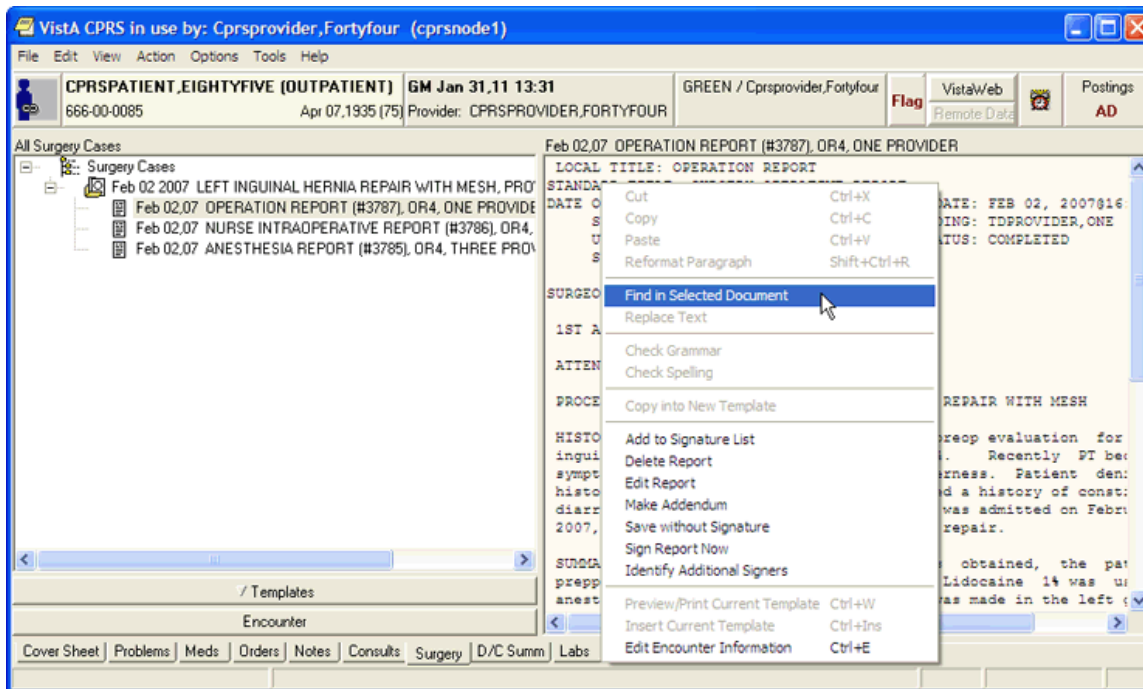 VistA CPRS in use by: Cprsprovider,Fortyfour (cprsnode1)
File Edit View Action Options Tools Help
CPRSPATIENT,EIGHTYFIVE (OUTPATIENT)
666-00-0085 Apr 07,1935 (75)
GM Jan 31,11 13:31
Provider: CPRSPROVIDER,FORTYFOUR
GREEN / Cprsprovider,Fortyfour
Flag
VistaWeb
Remote Data
Postings
AD
All Surgery Cases
Surgery Cases
Feb 02 2007 LEFT INGUINAL HERNIA REPAIR WITH MESH, PRO
Feb 02,07 OPERATION REPORT (#3787), OR4, ONE PROVIDE
Feb 02,07 NURSE INTRAOPERATIVE REPORT (#3786), OR4,
Feb 02,07 ANESTHESIA REPORT (#3785), OR4, THREE PROV
/ Templates
Encounter
Feb 02,07 OPERATION REPORT (#3787), OR4, ONE PROVIDER
LOCAL TITLE: OPERATION REPORT
DATE O ATE: FEB 02, 2007@16:
S DING: TDPROVIDER,ONE
U ATUS: COMPLETED
S
SURGEO
1ST A
ATTEN
PROCE REPAIR WITH MESH
HISTO reop evaluation for
ingui . Recently PT bec
sympt erness. Patient deni
histo d a history of consti
diarr was admitted on Febru
2007, repair.
SUMMA obtained, the pat
prepp Lidocaine 1% was us
anest as made in the left g
Cut Ctrl+X
Copy Ctrl+C
Paste Ctrl+V
Reformat Paragraph Shift+Ctrl+R
Find in Selected Document
Replace Text
Check Grammar
Check Spelling
Copy into New Template
Add to Signature List
Delete Report
Edit Report
Make Addendum
Save without Signature
Sign Report Now
Identify Additional Signers
Preview/Print Current Template Ctrl+W
Insert Current Template Ctrl+Ins
Edit Encounter Information Ctrl+E
Cover Sheet Problems Meds Orders Notes Consults Surgery D/C Summ Labs